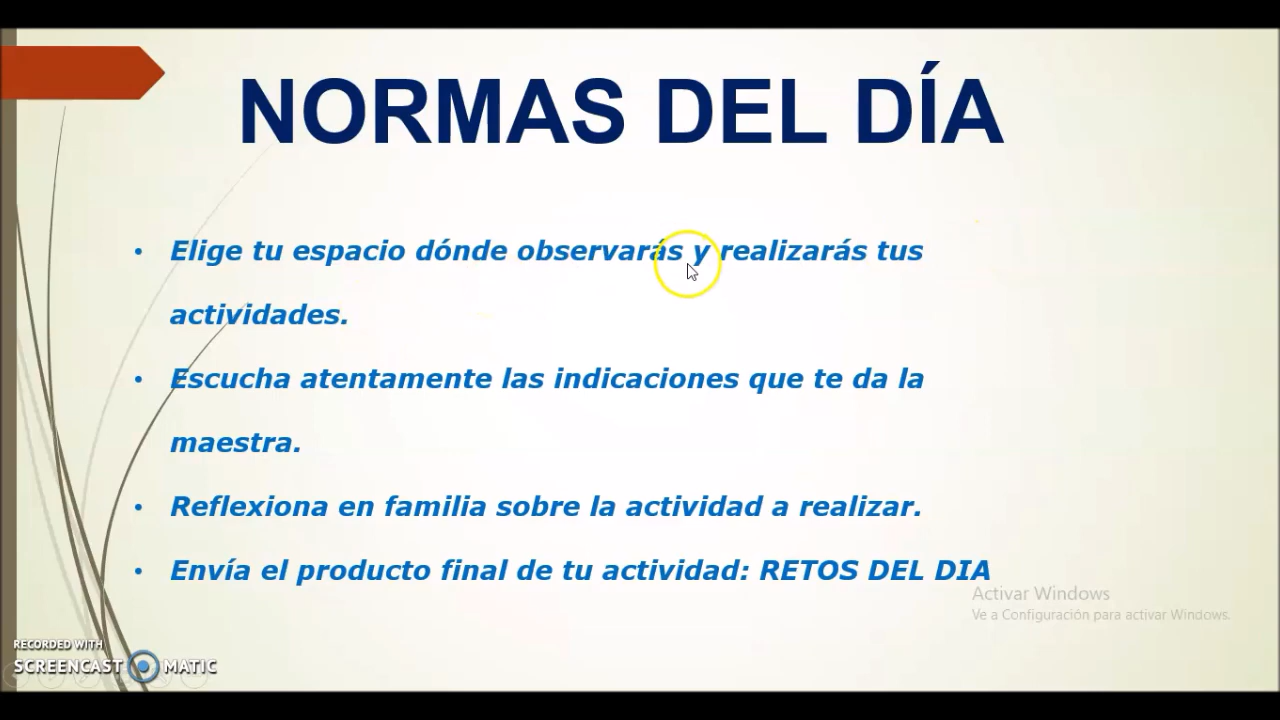 NORMAS DEL DÍA
• Elige tu espacio dónde observarás y realizarás tus
actividades.
• Escucha atentamente las indicaciones que te da la
maestra.
• Reflexiona en familia sobre la actividad a realizar.
• Envía el producto final de tu actividad: RETOS DEL DIA
Activar Windows
Ve a Configuración para activar Windows.
RECORDED WITH
SCREENCAST MATIC